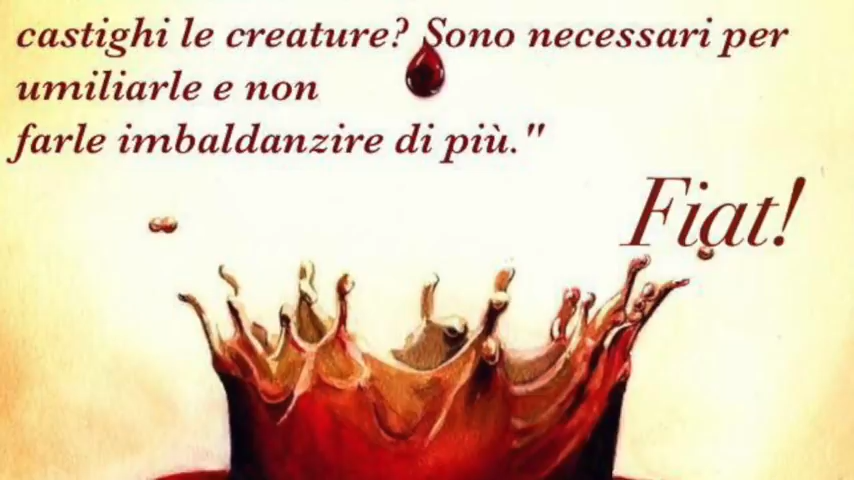 castighi le creature? Sono necessari per
umiliarle e non
farle imbaldanzire di più."
Fiat!